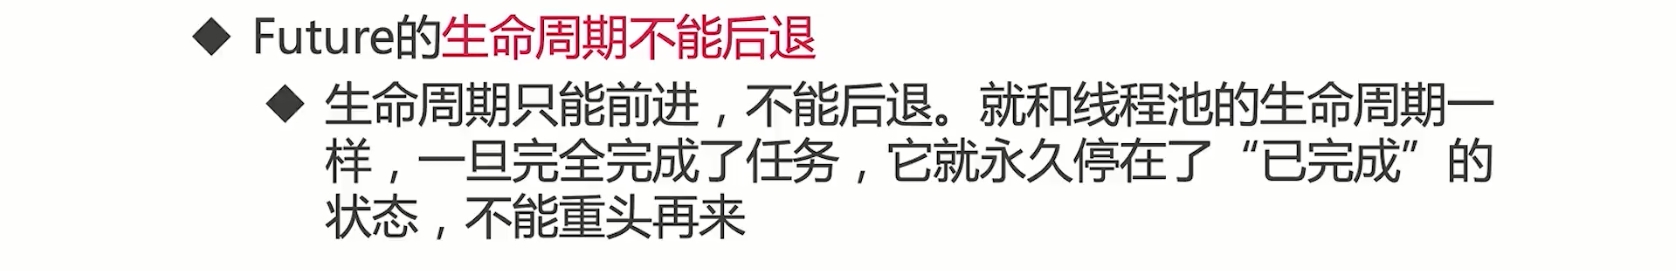 ◆ Future的生命周期不能后退
◆ 生命周期只能前进，不能后退。就和线程池的生命周期一
样，一旦完全完成了任务，它就永久停在了“已完成”的
状态，不能重头再来